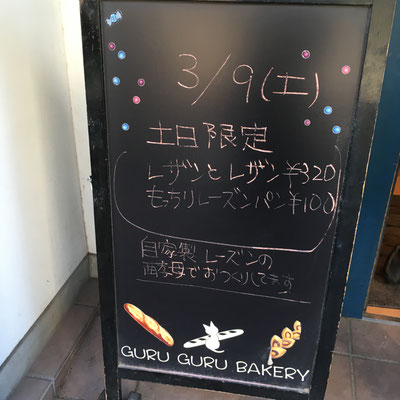 3/9(土)
土日限定
レザンとレザン ¥320
もっちりレーズンパン ¥100
自家製レーズンの
酵母でおつくりしてます
GURU GURU BAKERY